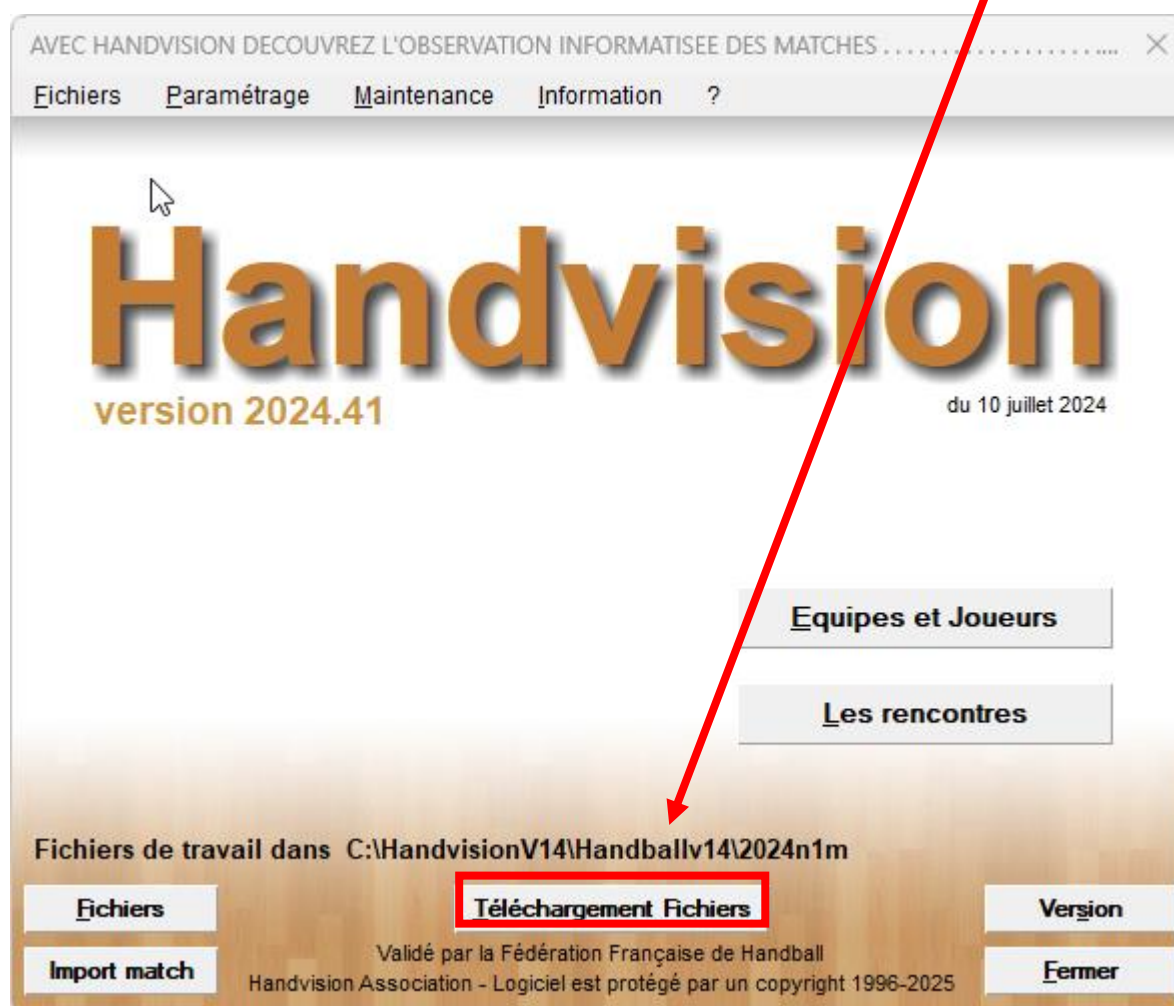 AVEC HANDVISION DECOUVREZ L'OBSERVATION INFORMATISEE DES MATCHES . . . . . . . . . . . . . . . . . . . . ....
Fichiers Paramétrage Maintenance Information ?
Handvision
version 2024.41 du 10 juillet 2024
Equipes et Joueurs
Les rencontres
Fichiers de travail dans C:\HandvisionV14\Handballv14\2024n1m
Fichiers Téléchargement Fichiers Version
Validé par la Fédération Française de Handball
Import match Fermer
Handvision Association - Logiciel est protégé par un copyright 1996-2025